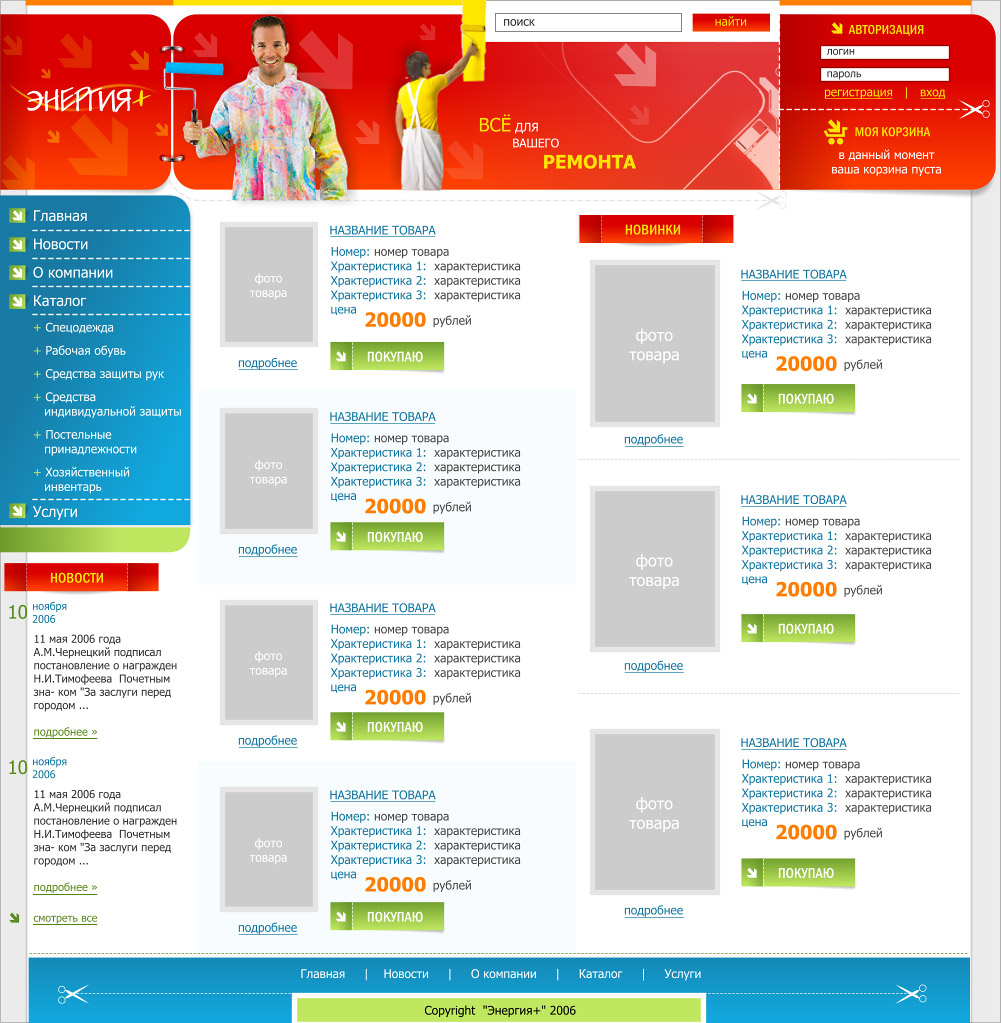 поиск
найти
ЭНЕРГИЯ+
ВСЁ для
ВАШЕГО
РЕМОНТА
АВТОРИЗАЦИЯ
логин
пароль
регистрация | вход
МОЯ КОРЗИНА
в данный момент
ваша корзина пуста
Главная
Новости
О компании
Каталог
+ Спецодежда
+ Рабочая обувь
+ Средства защиты рук
+ Средства
индивидуальной защиты
+ Постельные
принадлежности
+ Хозяйственный
инвентарь
Услуги
НОВОСТИ
10 ноября
2006
11 мая 2006 года
А.М.Чернецкий подписал
постановление о награжден
Н.И.Тимофеева Почетным
зна- ком "За заслуги перед
городом ...
подробнее »
10 ноября
2006
11 мая 2006 года
А.М.Чернецкий подписал
постановление о награжден
Н.И.Тимофеева Почетным
зна- ком "За заслуги перед
городом ...
подробнее »
смотреть все
фото
товара
подробнее
НАЗВАНИЕ ТОВАРА
Номер: номер товара
Храктеристика 1: характеристика
Храктеристика 2: характеристика
Храктеристика 3: характеристика
цена
20000 рублей
ПОКУПАЮ
фото
товара
подробнее
НАЗВАНИЕ ТОВАРА
Номер: номер товара
Храктеристика 1: характеристика
Храктеристика 2: характеристика
Храктеристика 3: характеристика
цена
20000 рублей
ПОКУПАЮ
фото
товара
подробнее
НАЗВАНИЕ ТОВАРА
Номер: номер товара
Храктеристика 1: характеристика
Храктеристика 2: характеристика
Храктеристика 3: характеристика
цена
20000 рублей
ПОКУПАЮ
фото
товара
подробнее
НАЗВАНИЕ ТОВАРА
Номер: номер товара
Храктеристика 1: характеристика
Храктеристика 2: характеристика
Храктеристика 3: характеристика
цена
20000 рублей
ПОКУПАЮ
НОВИНКИ
фото
товара
подробнее
НАЗВАНИЕ ТОВАРА
Номер: номер товара
Храктеристика 1: характеристика
Храктеристика 2: характеристика
Храктеристика 3: характеристика
цена
20000 рублей
ПОКУПАЮ
фото
товара
подробнее
НАЗВАНИЕ ТОВАРА
Номер: номер товара
Храктеристика 1: характеристика
Храктеристика 2: характеристика
Храктеристика 3: характеристика
цена
20000 рублей
ПОКУПАЮ
фото
товара
подробнее
НАЗВАНИЕ ТОВАРА
Номер: номер товара
Храктеристика 1: характеристика
Храктеристика 2: характеристика
Храктеристика 3: характеристика
цена
20000 рублей
ПОКУПАЮ
Главная | Новости | О компании | Каталог | Услуги
Copyright "Энергия+" 2006